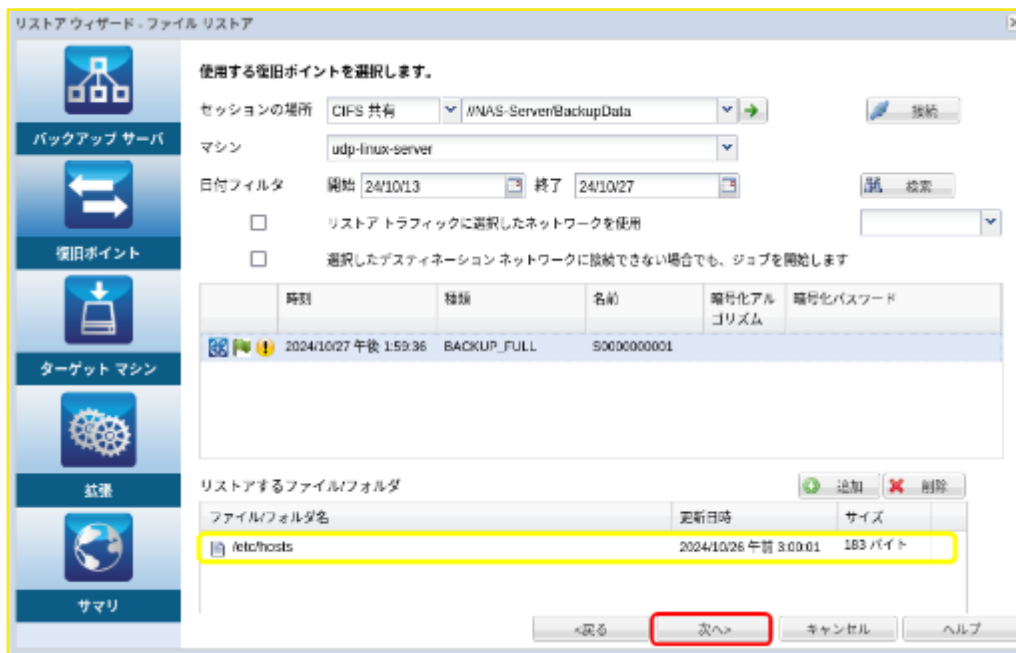 リストア ウィザード - ファイル リストア
使用する復旧ポイントを選択します。
セッションの場所 CIFS 共有 //NAS-Server/BackupData 接続
バックアップ サーバ
マシン udp-linux-server
日付フィルタ 開始 24/10/13 終了 24/10/27 検索
リストア トラフィックに選択したネットワークを使用
復旧ポイント
選択したデスティネーション ネットワークに接続できない場合でも、ジョブを開始します
時刻 種類 名前 暗号化アルゴリズム 暗号化パスワード
2024/10/27 午後 1:59:36 BACKUP_FULL S0000000001
ターゲット マシン
拡張
リストアするファイル/フォルダ 追加 削除
ファイル/フォルダ名 更新日時 サイズ
/etc/hosts 2024/10/26 午前 3:00:01 183 バイト
サマリ
<戻る 次へ> キャンセル ヘルプ